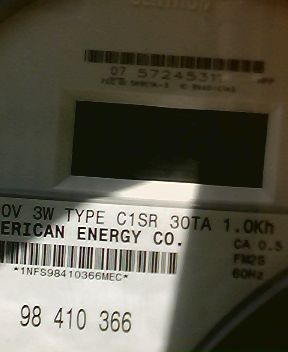 07 57245311
0V 3W TYPE C1SR 30TA 1.0Kh
ERICAN ENERGY CO.
CA 0.5
FM2S
60Hz
*1NFS98410366MEC*
98 410 366